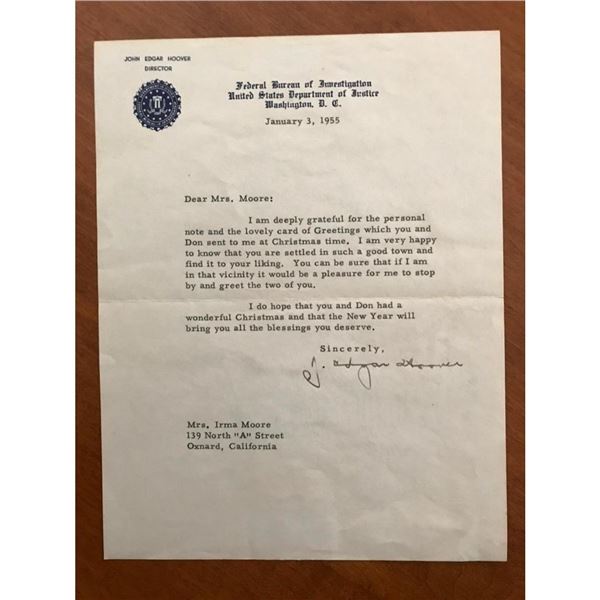 JOHN EDGAR HOOVER
DIRECTOR
Federal Bureau of Investigation
United States Department of Justice
Washington, D. C.
January 3, 1955
Dear Mrs. Moore:
I am deeply grateful for the personal
note and the lovely card of Greetings which you and
Don sent to me at Christmas time. I am very happy
to know that you are settled in such a good town and
find it to your liking. You can be sure that if I am
in that vicinity it would be a pleasure for me to stop
by and greet the two of you.
I do hope that you and Don had a
wonderful Christmas and that the New Year will
bring you all the blessings you deserve.
Sincerely,
J. Edgar Hoover
Mrs. Irma Moore
139 North "A" Street
Oxnard, California